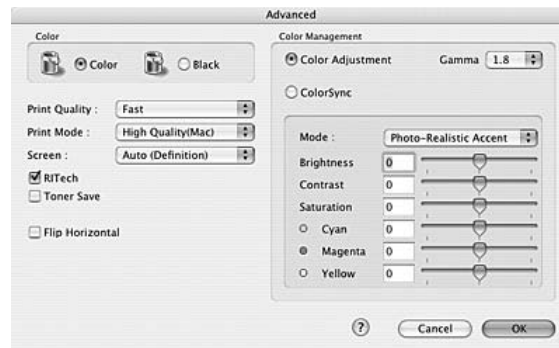 Advanced
Color
Color
Black
Print Quality :
Fast
Print Mode :
High Quality(Mac)
Screen :
Auto (Definition)
RITech
Toner Save
Flip Horizontal
Color Management
Color Adjustment
Gamma
1.8
ColorSync
Mode :
Photo-Realistic Accent
Brightness
0
Contrast
0
Saturation
0
Cyan
0
Magenta
0
Yellow
0
?
Cancel
OK